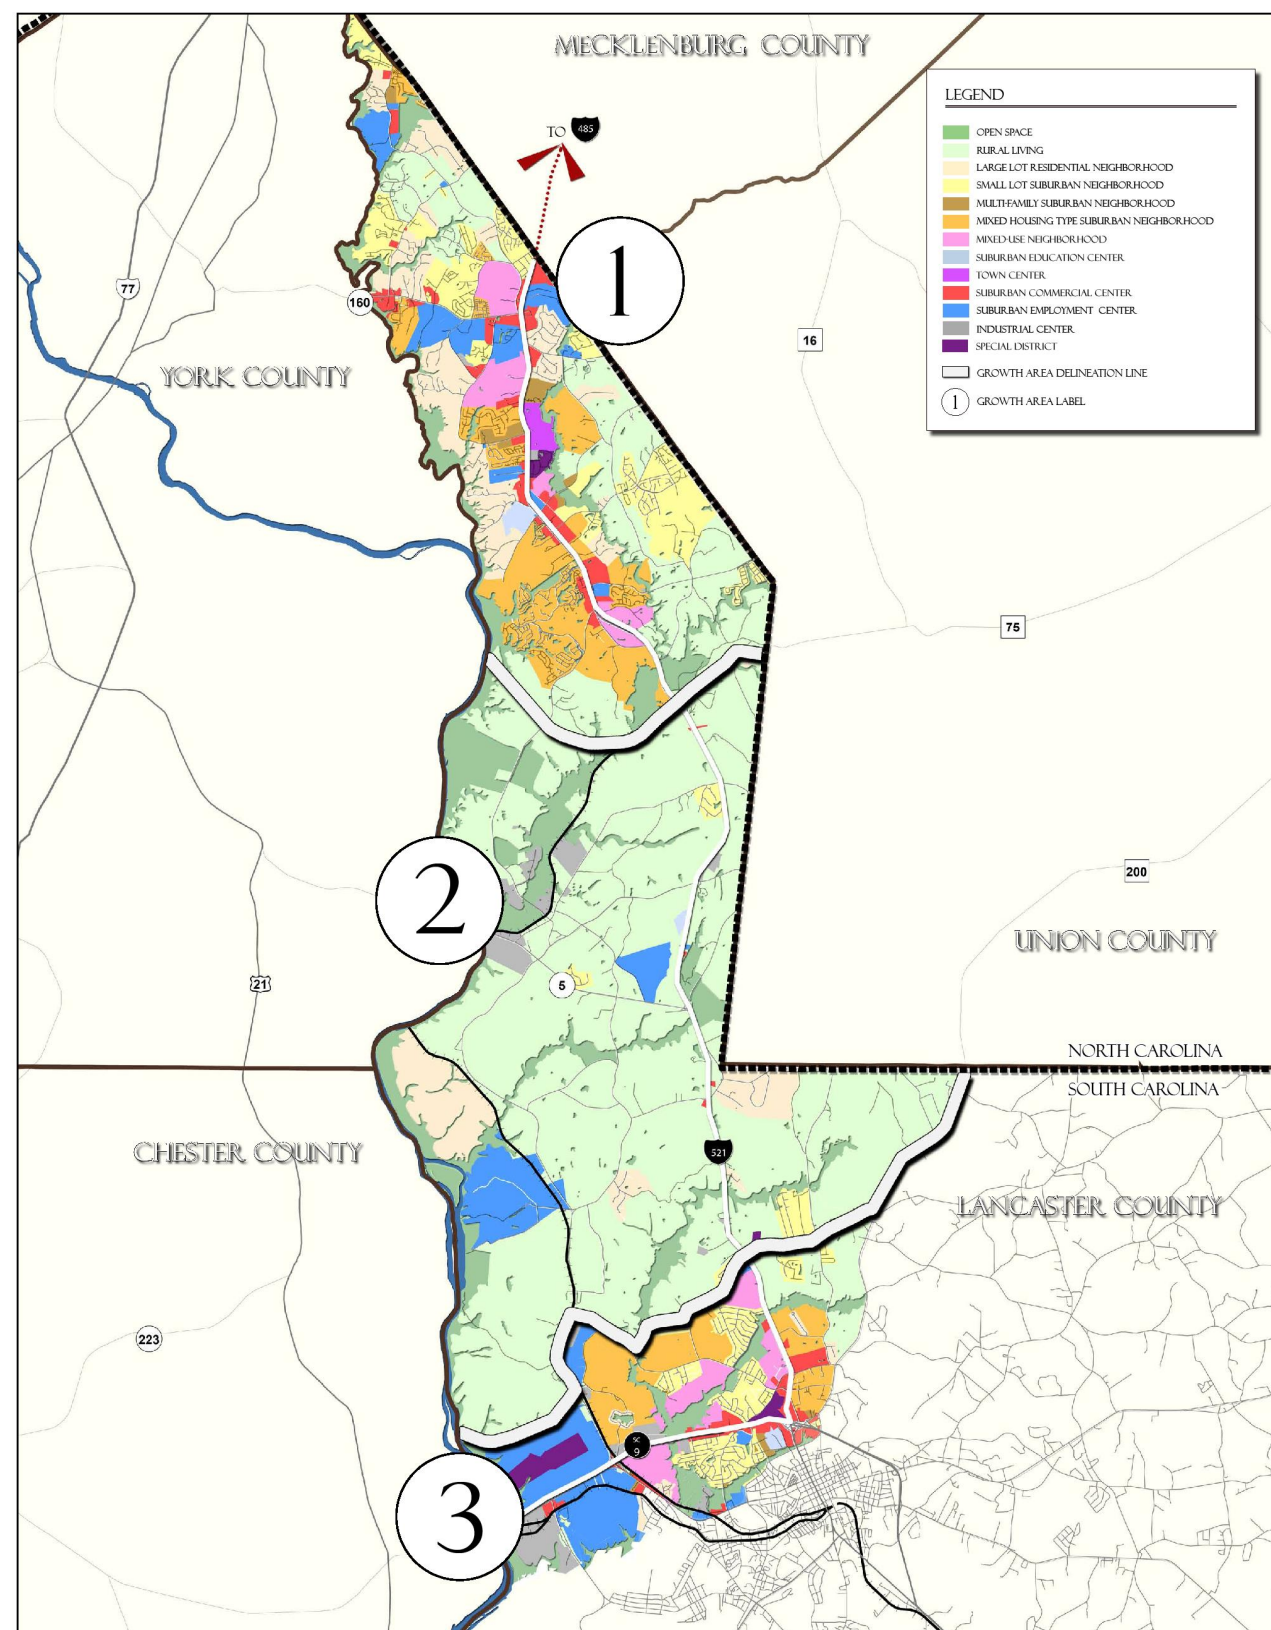 MECKLENBURG COUNTY
LEGEND
OPEN SPACE
RURAL LIVING
LARGE LOT RESIDENTIAL NEIGHBORHOOD
SMALL LOT SUBURBAN NEIGHBORHOOD
MULTI-FAMILY SUBURBAN NEIGHBORHOOD
MIXED HOUSING TYPE SUBURBAN NEIGHBORHOOD
MIXED-USE NEIGHBORHOOD
SUBURBAN EDUCATION CENTER
TOWN CENTER
SUBURBAN COMMERCIAL CENTER
SUBURBAN EMPLOYMENT CENTER
INDUSTRIAL CENTER
SPECIAL DISTRICT
GROWTH AREA DELINEATION LINE
1 GROWTH AREA LABEL
TO 485
1
77
160
16
YORK COUNTY
75
2
200
UNION COUNTY
21
5
NORTH CAROLINA
SOUTH CAROLINA
CHESTER COUNTY
521
LANCASTER COUNTY
223
SC
9
3